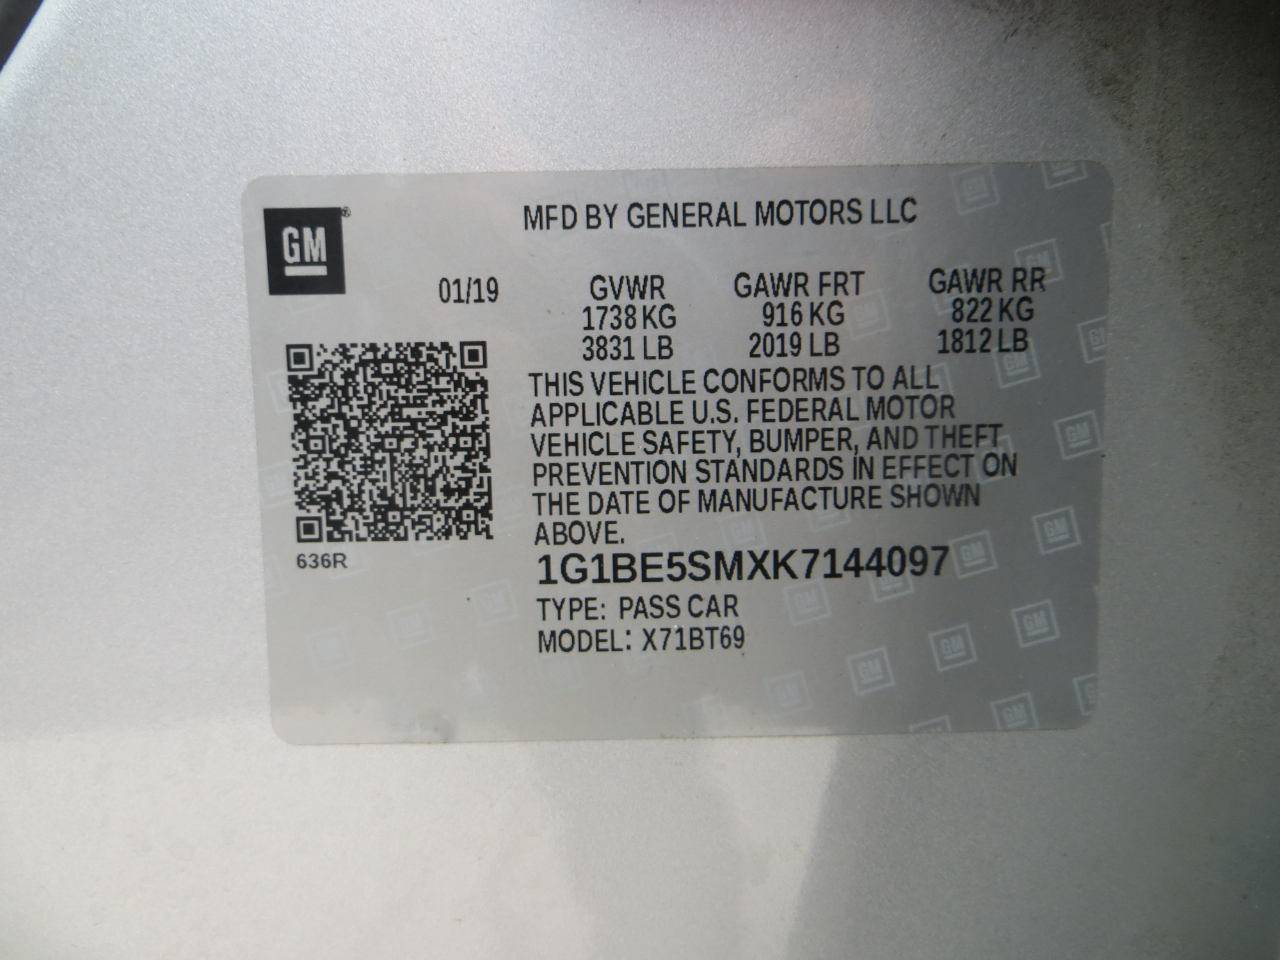 GM®
MFD BY GENERAL MOTORS LLC
01/19 GVWR GAWR FRT GAWR RR
1738 KG 916 KG 822 KG
3831 LB 2019 LB 1812 LB
THIS VEHICLE CONFORMS TO ALL
APPLICABLE U.S. FEDERAL MOTOR
VEHICLE SAFETY, BUMPER, AND THEFT
PREVENTION STANDARDS IN EFFECT ON
THE DATE OF MANUFACTURE SHOWN
ABOVE.
636R
1G1BE5SMXK7144097
TYPE: PASS CAR
MODEL: X71BT69